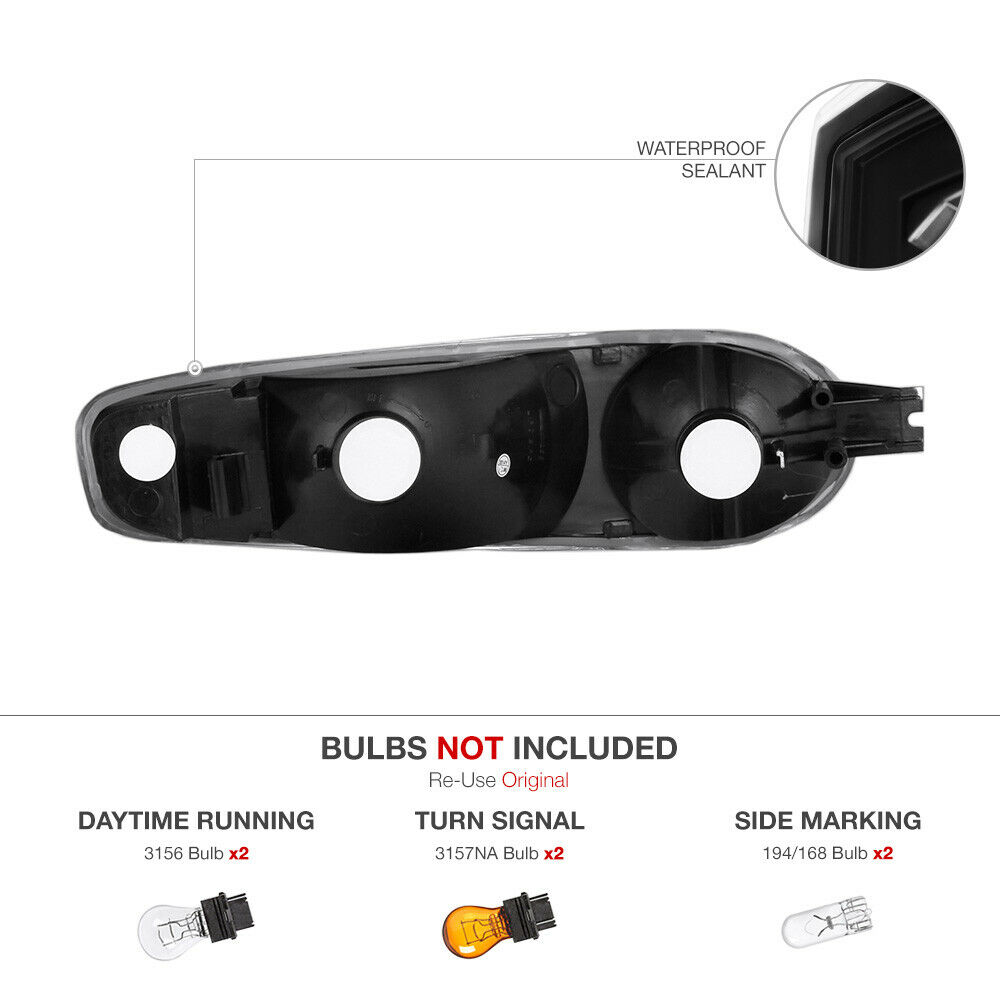 WATERPROOF
SEALANT
BULBS NOT INCLUDED
Re-Use Original
DAYTIME RUNNING
3156 Bulb x2
TURN SIGNAL
3157NA Bulb x2
SIDE MARKING
194/168 Bulb x2